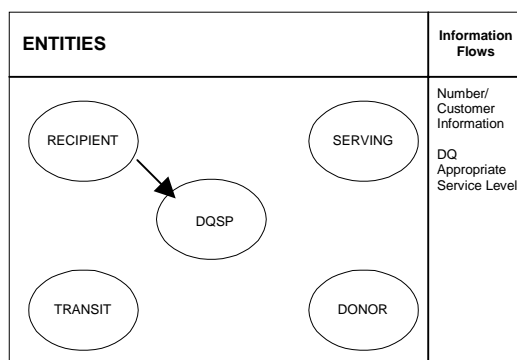 ENTITIES
Information
Flows
RECIPIENT
SERVING
DQSP
TRANSIT
DONOR
Number/
Customer
Information
DQ
Appropriate
Service Level